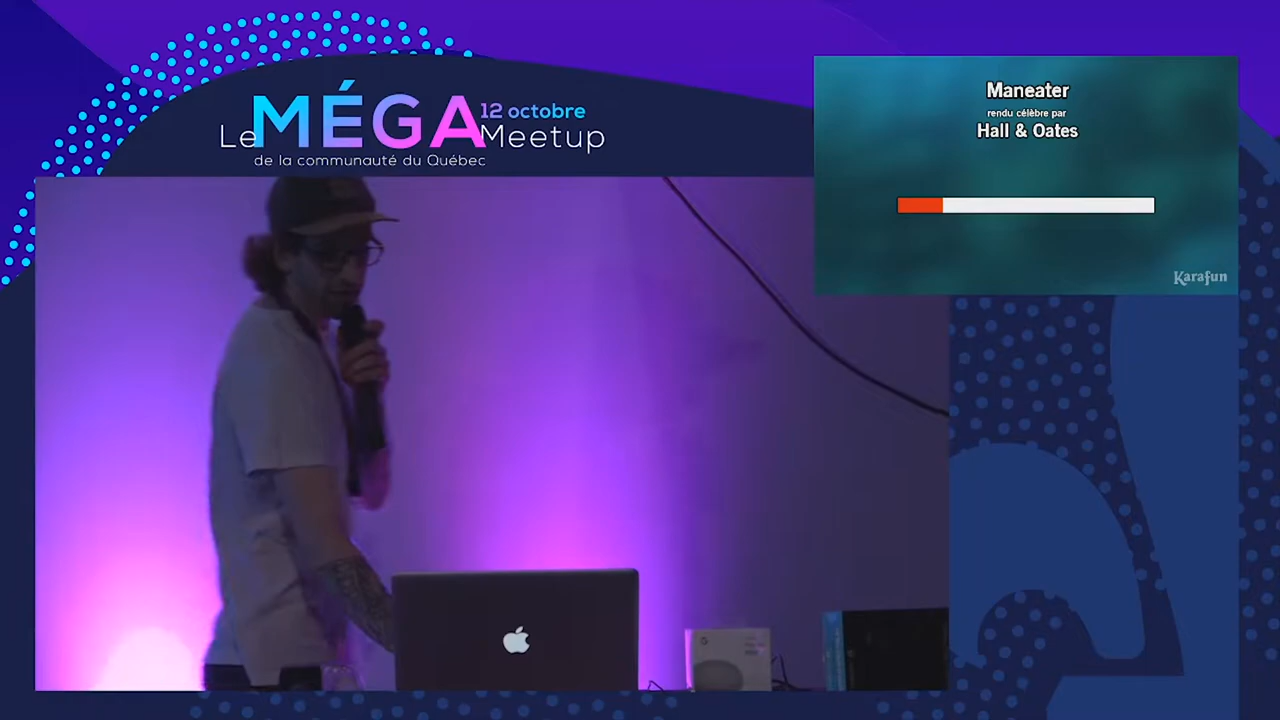 12 octobre
Le MÉGA Meetup
de la communauté du Québec
Maneater
rendu célèbre par
Hall & Oates
Karafun